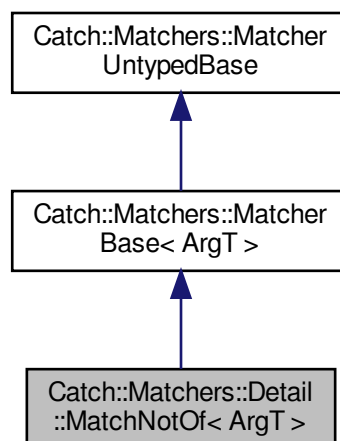 Catch::Matchers::Matcher
UntypedBase
Catch::Matchers::Matcher
Base< ArgT >
Catch::Matchers::Detail
::MatchNotOf< ArgT >